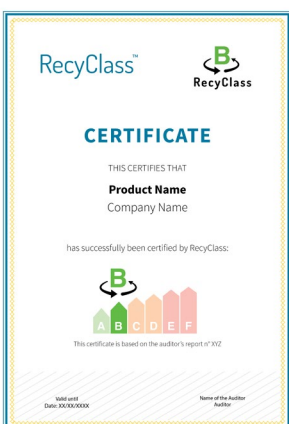 RecyClass™
B
RecyClass
CERTIFICATE
THIS CERTIFIES THAT
Product Name
Company Name
has successfully been certified by RecyClass:
B
A B C D E F
This certificate is based on the auditor's report n° XYZ
Valid until
Date: XX/XX/XXXX
Name of the Auditor
Auditor